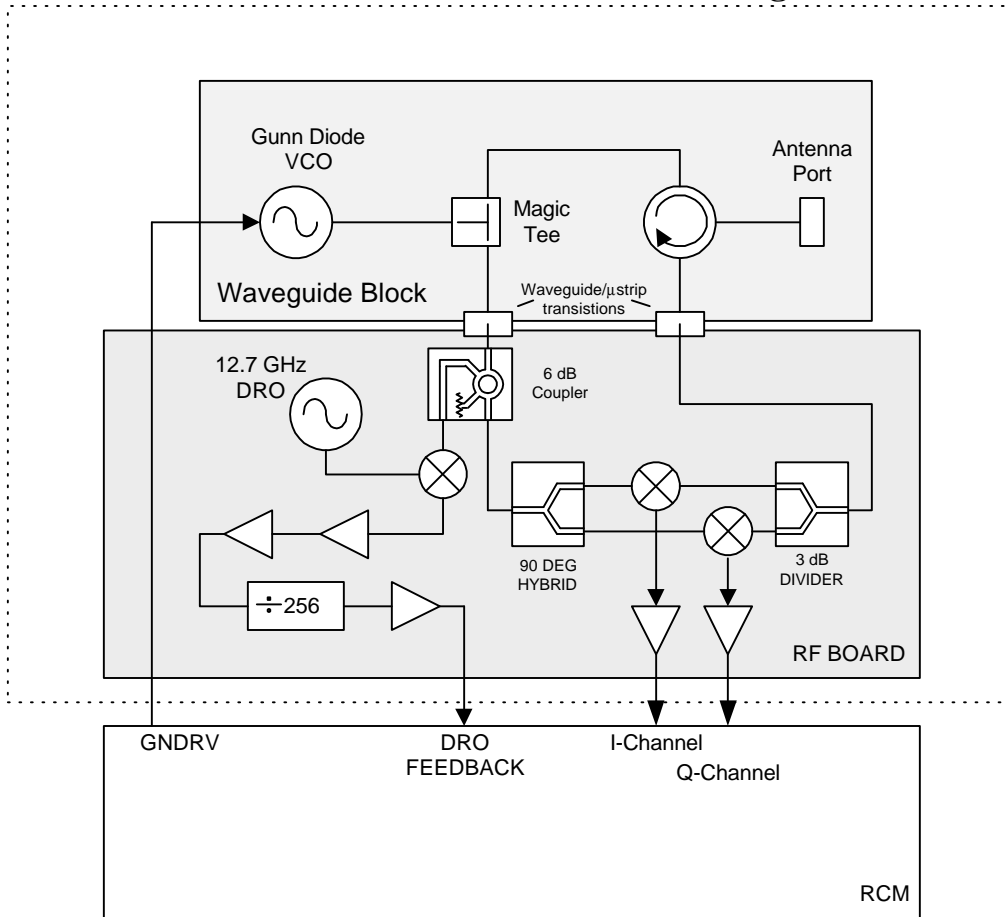 Gunn Diode
VCO
Antenna
Port
Magic
Tee
Waveguide Block
Waveguide/μstrip
transistions
12.7 GHz
DRO
6 dB
Coupler
90 DEG
HYBRID
3 dB
DIVIDER
÷256
RF BOARD
GNDRV
DRO
FEEDBACK
I-Channel
Q-Channel
RCM